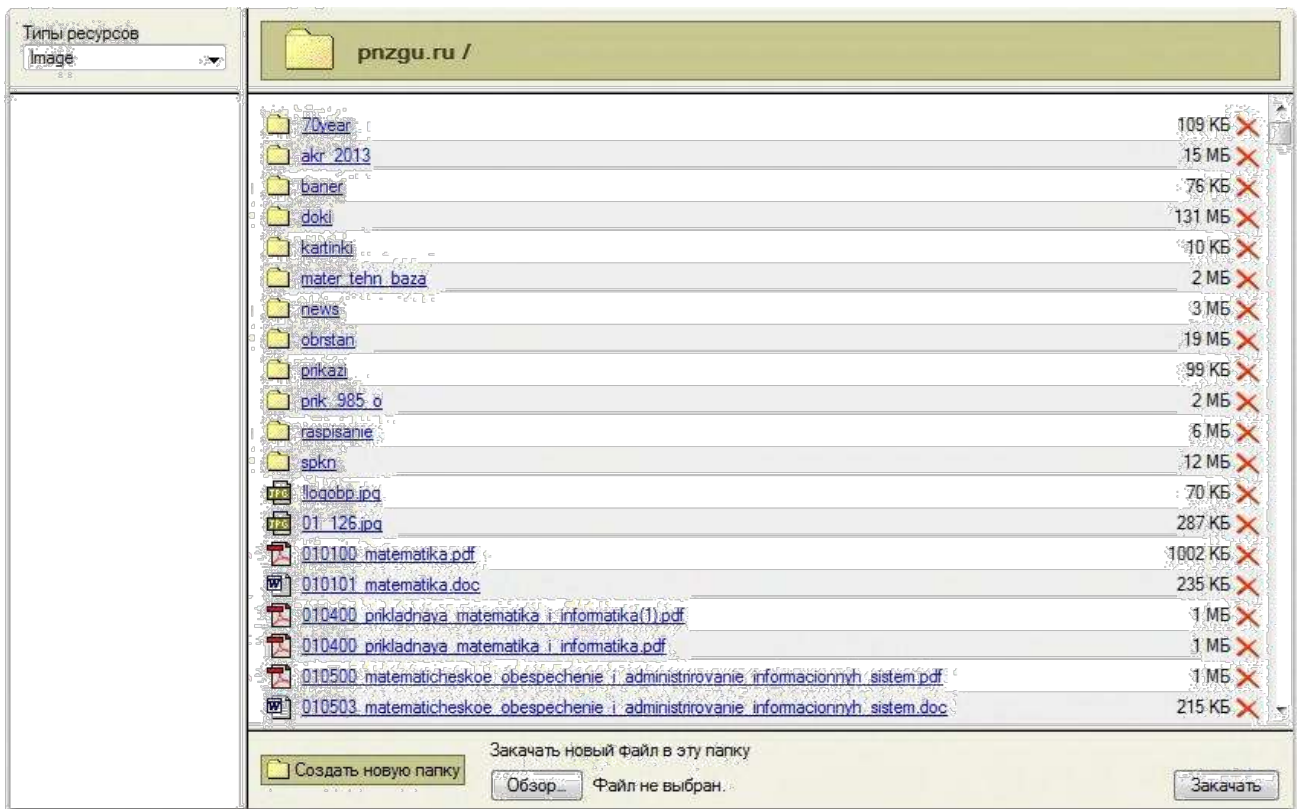 Типы ресурсов
Image
pnzgu.ru /
70year 109 КБ
akr_2013 15 МБ
baner 76 КБ
doki 131 МБ
kartinki 10 КБ
mater_tehn_baza 2 МБ
news 3 МБ
obrstan 19 МБ
prikazi 99 КБ
prik_985_o 2 МБ
raspisanie 6 МБ
spkn 12 МБ
!logobp.jpg 70 КБ
01_126.jpg 287 КБ
010100_matematika.pdf 1002 КБ
010101_matematika.doc 235 КБ
010400_prikladnaya_matematika_i_informatika(1).pdf 1 МБ
010400_prikladnaya_matematika_i_informatika.pdf 1 МБ
010500_matematicheskoe_obespechenie_i_administrirovanie_informacionnyh_sistem.pdf 1 МБ
010503_matematicheskoe_obespechenie_i_administrirovanie_informacionnyh_sistem.doc 215 КБ
Закачать новый файл в эту папку
Создать новую папку
Обзор... Файл не выбран. Закачать